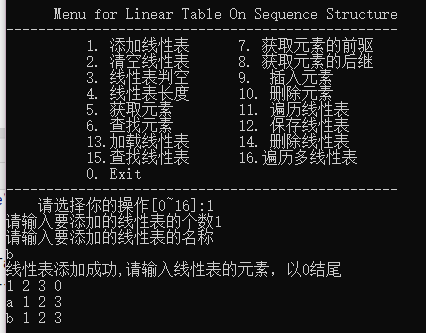 Menu for Linear Table On Sequence Structure
-------------------------------------------------
1. 添加线性表 7. 获取元素的前驱
2. 清空线性表 8. 获取元素的后继
3. 线性表判空 9. 插入元素
4. 线性表长度 10. 删除元素
5. 获取元素 11. 遍历线性表
6. 查找元素 12. 保存线性表
13.加载线性表 14. 删除线性表
15.查找线性表 16.遍历多线性表
0. Exit
-------------------------------------------------
请选择你的操作[0~16]:1
请输入要添加的线性表的个数1
请输入要添加的线性表的名称
b
线性表添加成功,请输入线性表的元素，以0结尾
1 2 3 0
a 1 2 3
b 1 2 3